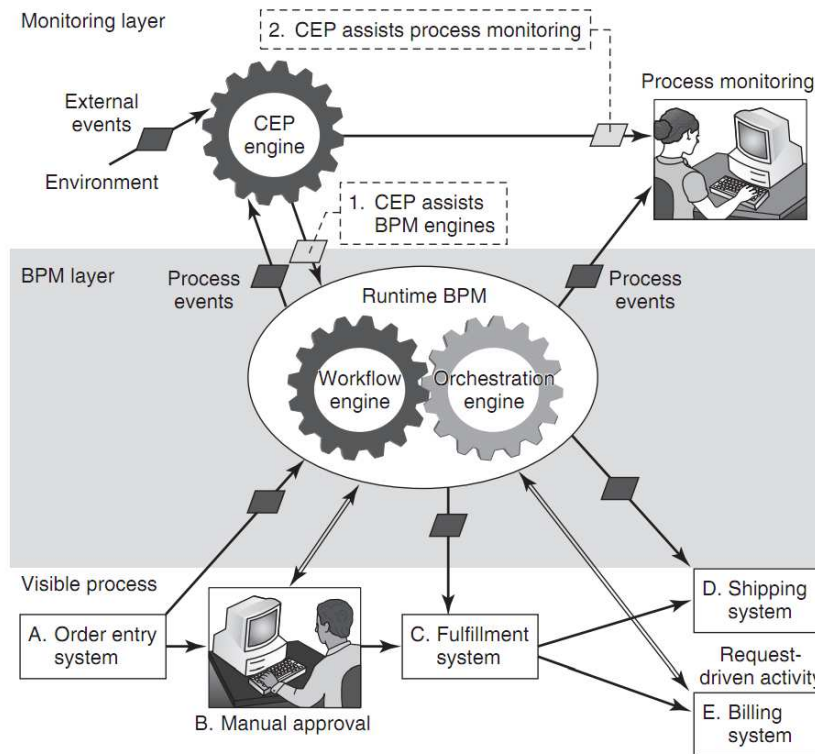 Monitoring layer
2. CEP assists process monitoring
Process monitoring
External
events
CEP
engine
Environment
1. CEP assists
BPM engines
BPM layer
Process
events
Runtime BPM
Process
events
Workflow
engine
Orchestration
engine
Visible process
A. Order entry
system
B. Manual approval
C. Fulfillment
system
D. Shipping
system
Request-
driven activity
E. Billing
system